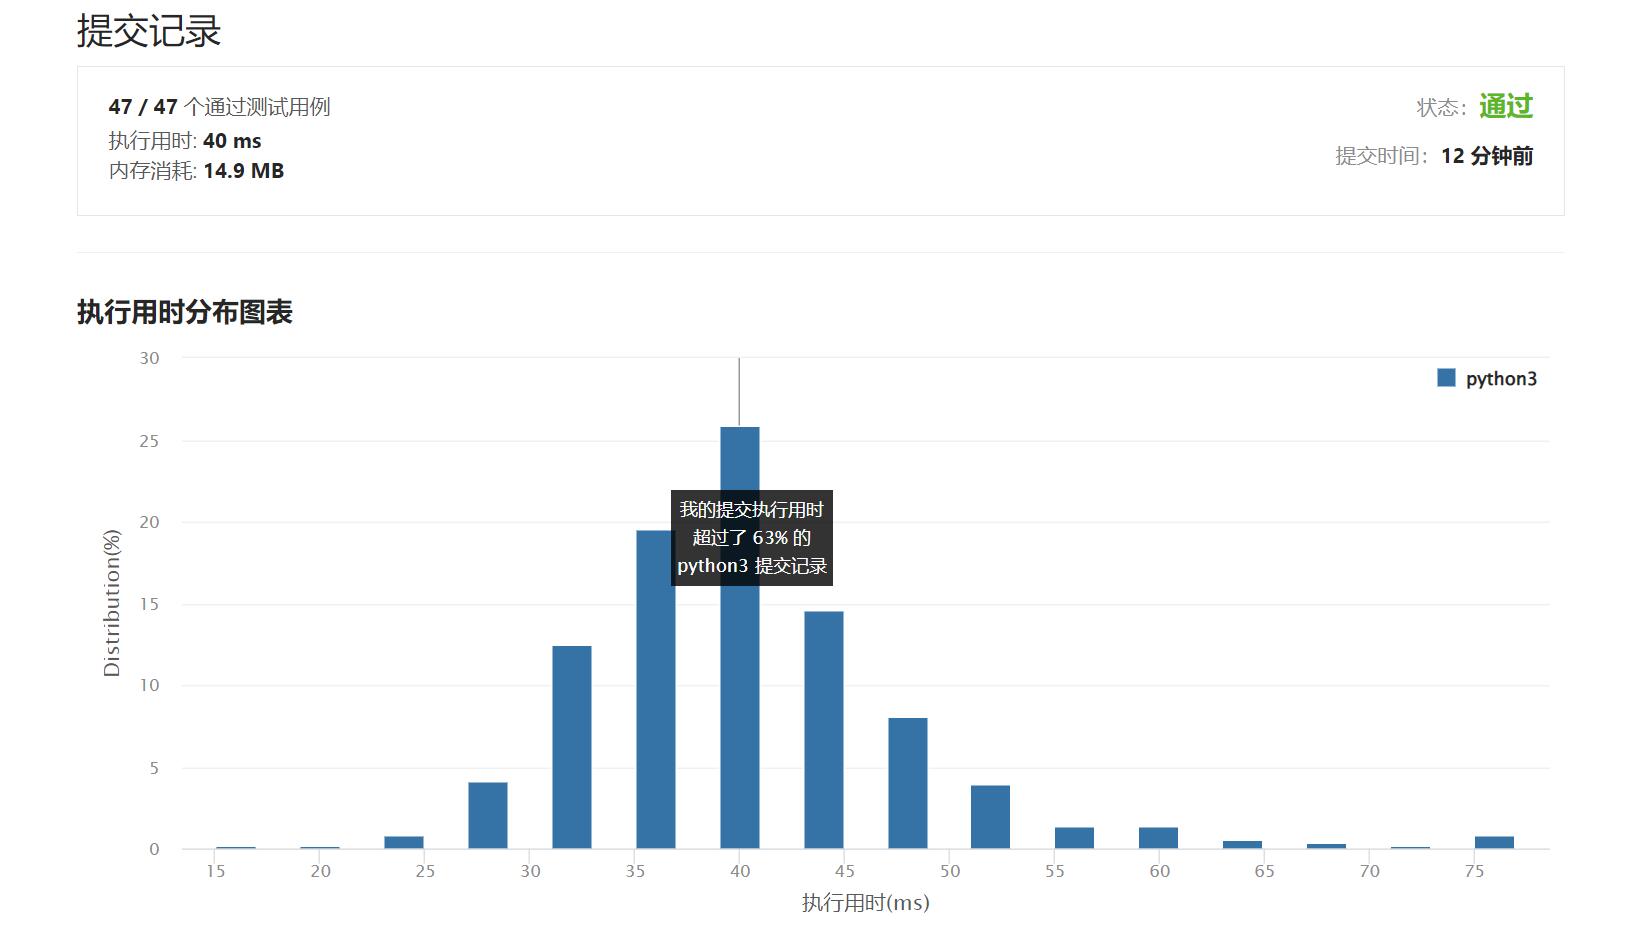 提交记录
47 / 47 个通过测试用例
状态：通过
执行用时: 40 ms
提交时间：12 分钟前
内存消耗: 14.9 MB
执行用时分布图表
30
python3
25
20
15
10
5
0
Distribution(%)
我的提交执行用时
超过了 63% 的
python3 提交记录
15 20 25 30 35 40 45 50 55 60 65 70 75
执行用时(ms)